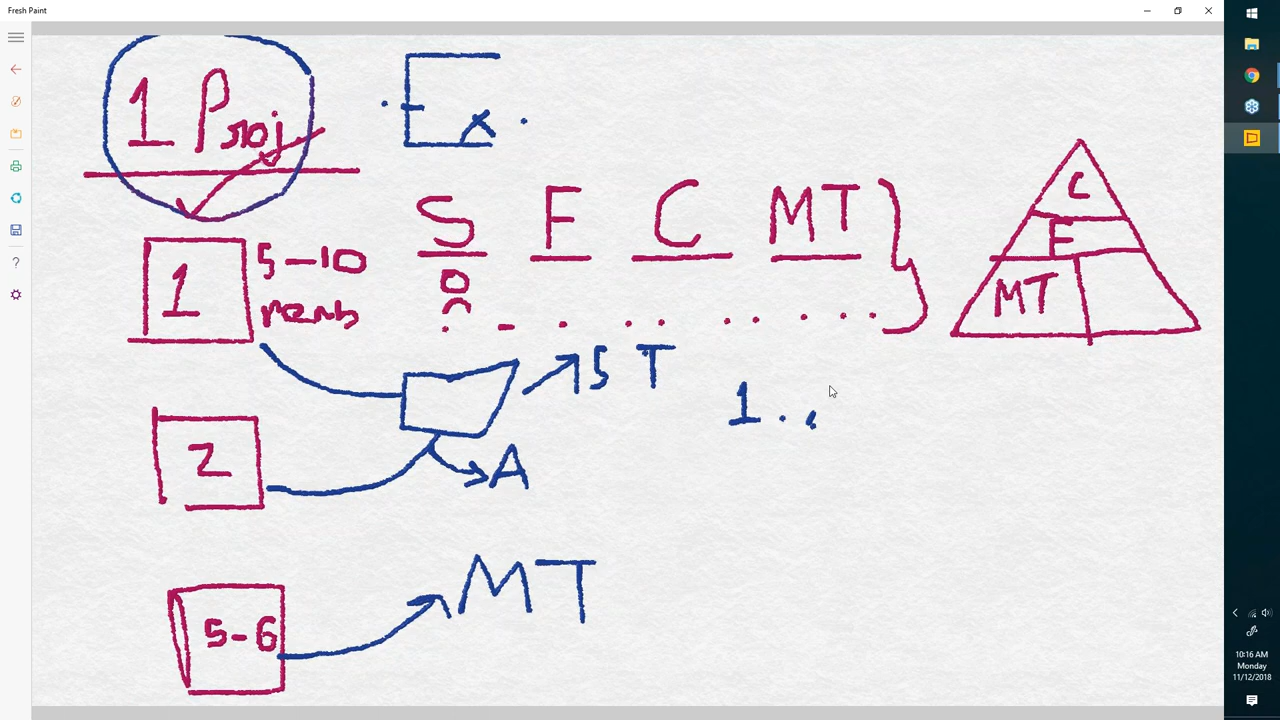 Fresh Paint
1 Proj Ex
S F C MT
C
F
MT
1 5-10
0
5 T
1 . .
2
A
MT
5-6
10:16 AM
Monday
11/12/2018